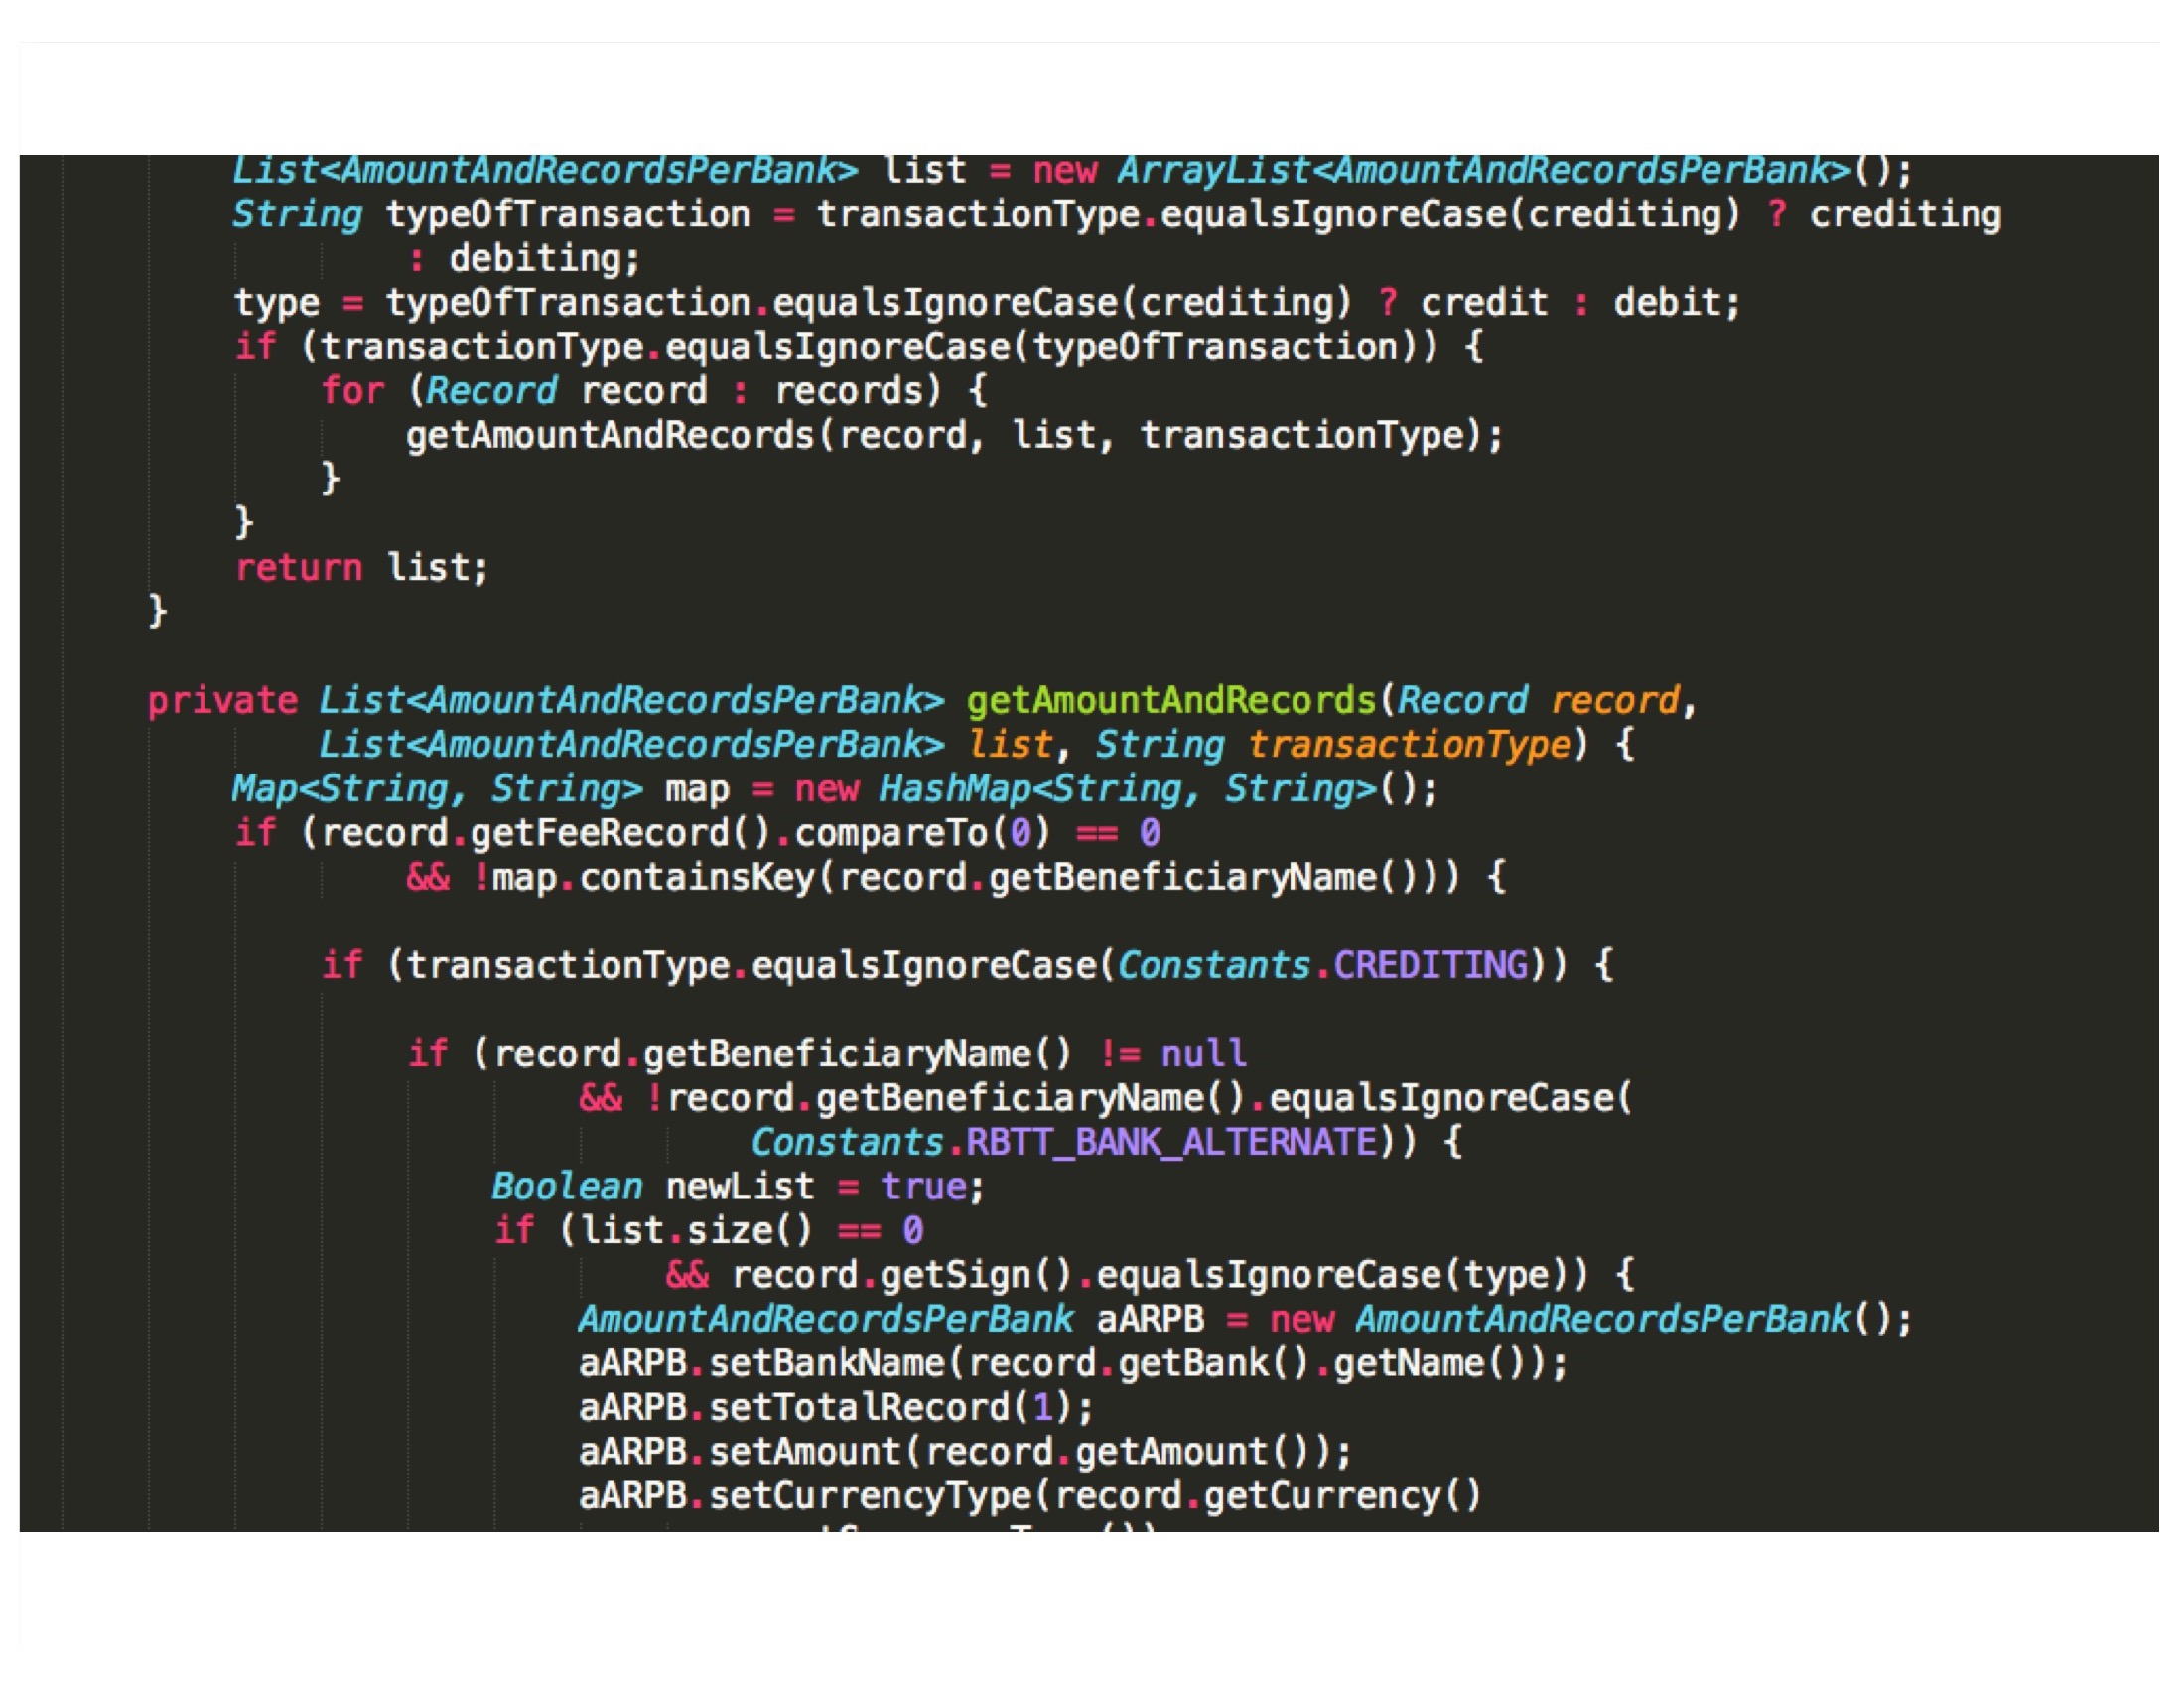 List<AmountAndRecordsPerBank> list = new ArrayList<AmountAndRecordsPerBank>();
String typeOfTransaction = transactionType.equalsIgnoreCase(crediting) ? crediting
: debiting;
type = typeOfTransaction.equalsIgnoreCase(crediting) ? credit : debit;
if (transactionType.equalsIgnoreCase(typeOfTransaction)) {
for (Record record : records) {
getAmountAndRecords(record, list, transactionType);
}
}
return list;
}
private List<AmountAndRecordsPerBank> getAmountAndRecords(Record record,
List<AmountAndRecordsPerBank> list, String transactionType) {
Map<String, String> map = new HashMap<String, String>();
if (record.getFeeRecord().compareTo(0) == 0
&& !map.containsKey(record.getBeneficiaryName())) {
if (transactionType.equalsIgnoreCase(Constants.CREDITING)) {
if (record.getBeneficiaryName() != null
&& !record.getBeneficiaryName().equalsIgnoreCase(
Constants.RBTT_BANK_ALTERNATE)) {
Boolean newList = true;
if (list.size() == 0
&& record.getSign().equalsIgnoreCase(type)) {
AmountAndRecordsPerBank aARPB = new AmountAndRecordsPerBank();
aARPB.setBankName(record.getBank().getName());
aARPB.setTotalRecord(1);
aARPB.setAmount(record.getAmount());
aARPB.setCurrencyType(record.getCurrency()